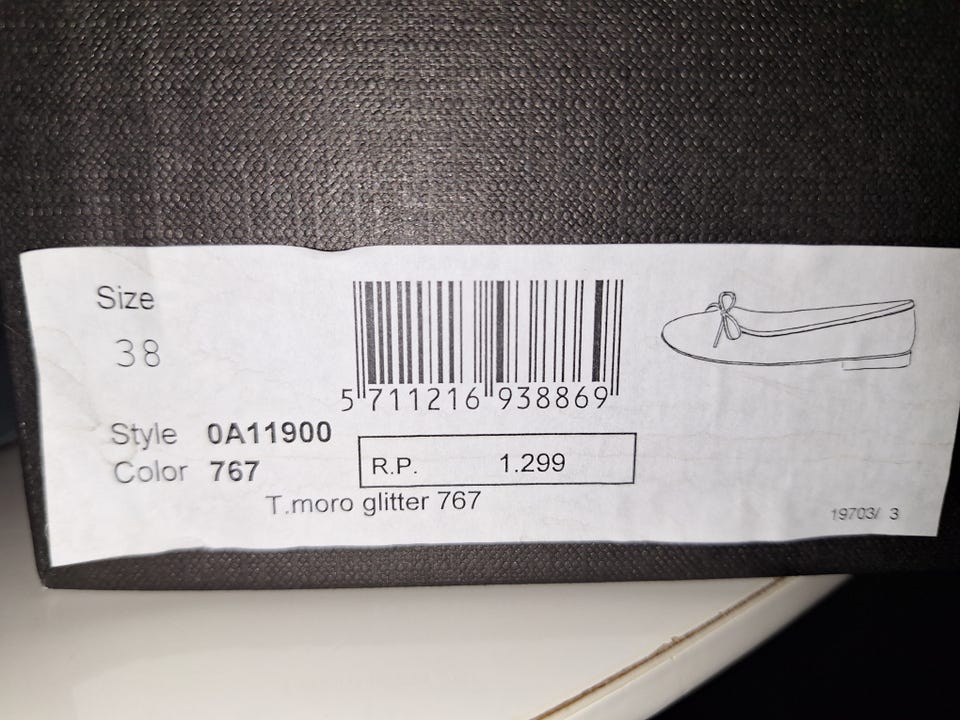 Size
38
5 711216 938869
Style 0A11900
Color 767
R.P. 1.299
T.moro glitter 767
19703/ 3